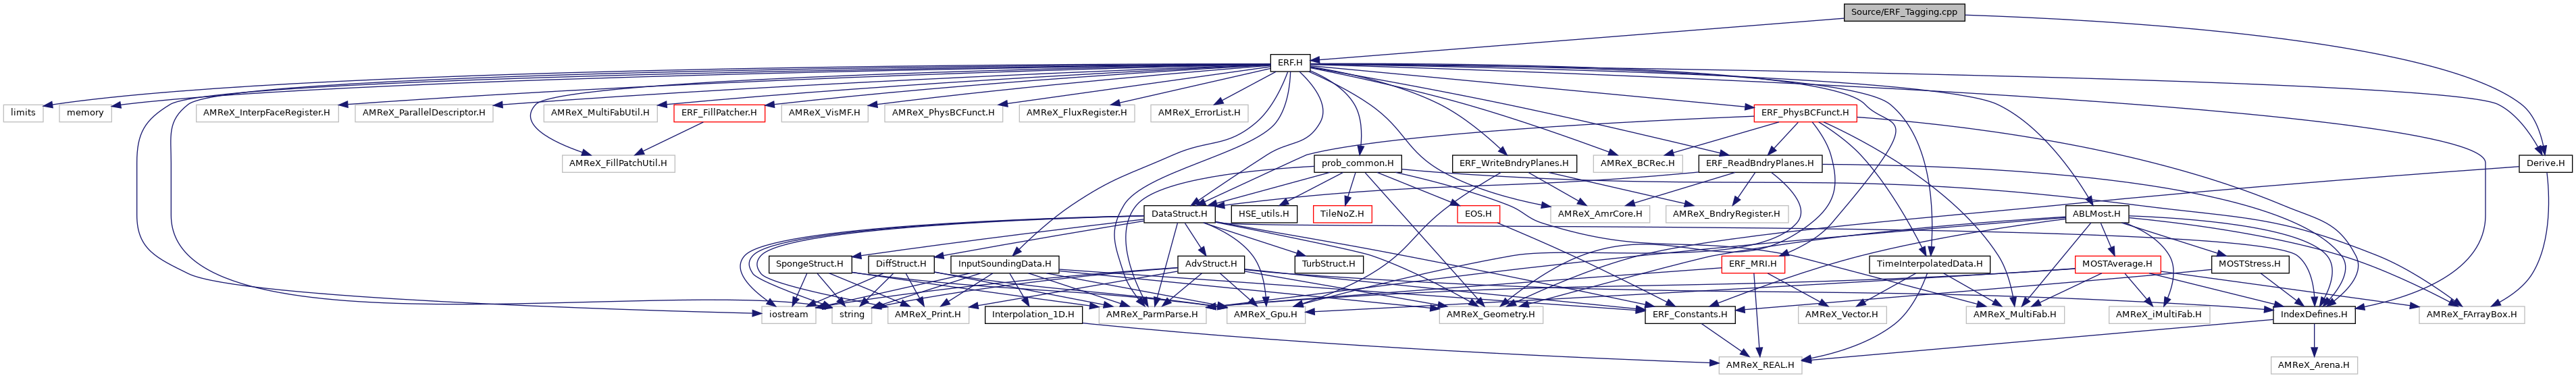 Source/ERF_Tagging.cpp
ERF.H
limits
memory
AMReX_InterpFaceRegister.H
AMReX_ParallelDescriptor.H
AMReX_MultiFabUtil.H
ERF_FillPatcher.H
AMReX_VisMF.H
AMReX_PhysBCFunct.H
AMReX_FluxRegister.H
AMReX_ErrorList.H
ERF_PhysBCFunct.H
AMReX_FillPatchUtil.H
prob_common.H
ERF_WriteBndryPlanes.H
AMReX_BCRec.H
ERF_ReadBndryPlanes.H
Derive.H
DataStruct.H
HSE_utils.H
TileNoZ.H
EOS.H
AMReX_AmrCore.H
AMReX_BndryRegister.H
ABLMost.H
SpongeStruct.H
DiffStruct.H
InputSoundingData.H
AdvStruct.H
TurbStruct.H
ERF_MRI.H
TimeInterpolatedData.H
MOSTAverage.H
MOSTStress.H
iostream
string
AMReX_Print.H
Interpolation_1D.H
AMReX_ParmParse.H
AMReX_Gpu.H
AMReX_Geometry.H
ERF_Constants.H
AMReX_Vector.H
AMReX_MultiFab.H
AMReX_iMultiFab.H
IndexDefines.H
AMReX_FArrayBox.H
AMReX_REAL.H
AMReX_Arena.H